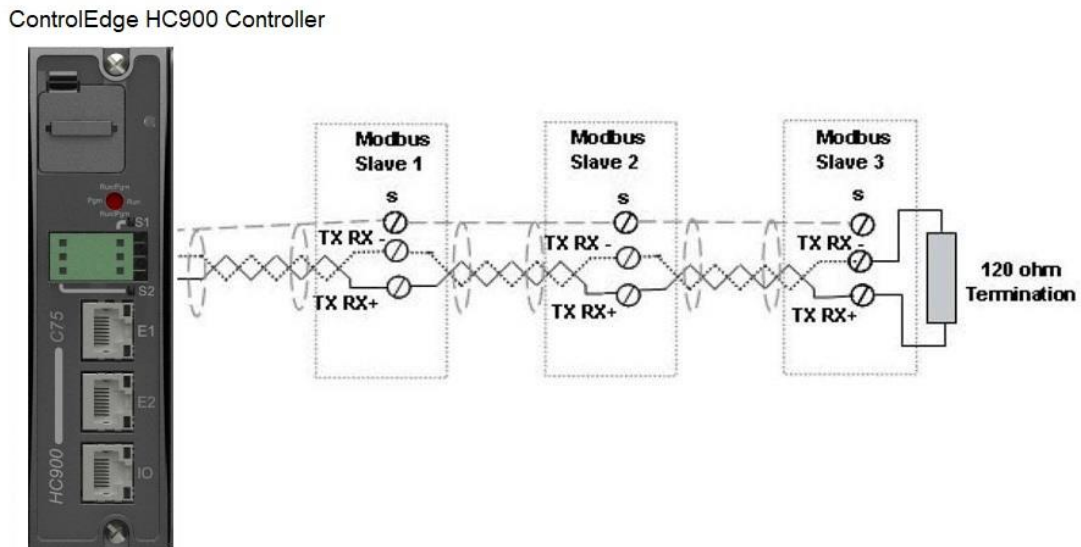 ControlEdge HC900 Controller
Run/Pgm
Pgm
Run
Run/Pgm
S1
S2
E1
E2
IO
HC900
C75
Modbus
Slave 1
s
TX RX -
TX RX+
Modbus
Slave 2
s
TX RX -
TX RX+
Modbus
Slave 3
s
TX RX -
TX RX+
120 ohm
Termination